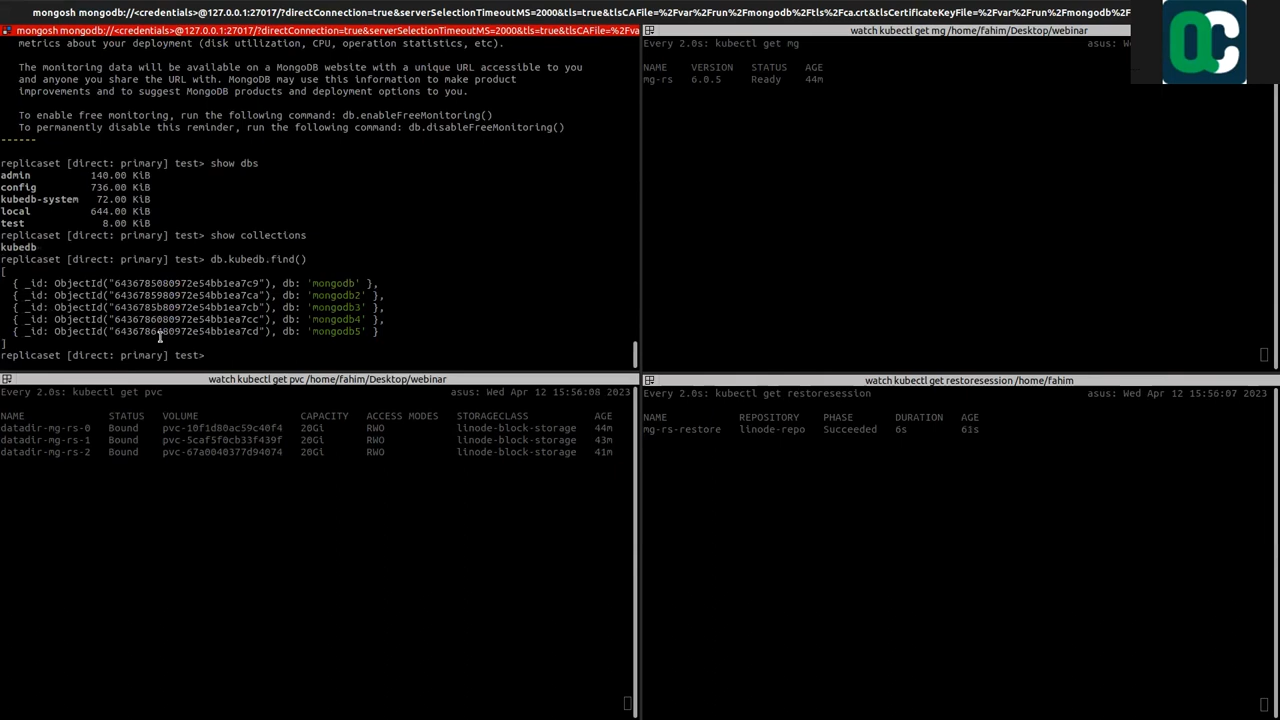 mongosh mongodb://<credentials>@127.0.0.1:27017/?directConnection=true&serverSelectionTimeoutMS=2000&tls=true&tlsCAFile=%2Fvar%2Frun%2Fmongodb%2Ftls%2Fca.crt&tlsCertificateKeyFile=%2Fvar%2Frun%2Fmongodb%2F
mongosh mongodb://<credentials>@127.0.0.1:27017/?directConnection=true&serverSelectionTimeoutMS=2000&tls=true&tlsCAFile=%2Fva
metrics about your deployment (disk utilization, CPU, operation statistics, etc).
The monitoring data will be available on a MongoDB website with a unique URL accessible to you
and anyone you share the URL with. MongoDB may use this information to make product
improvements and to suggest MongoDB products and deployment options to you.
To enable free monitoring, run the following command: db.enableFreeMonitoring()
To permanently disable this reminder, run the following command: db.disableFreeMonitoring()
------
replicaset [direct: primary] test> show dbs
admin 140.00 KiB
config 736.00 KiB
kubedb-system 72.00 KiB
local 644.00 KiB
test 8.00 KiB
replicaset [direct: primary] test> show collections
kubedb
replicaset [direct: primary] test> db.kubedb.find()
[
{ _id: ObjectId("6436785080972e54bb1ea7c9"), db: 'mongodb' },
{ _id: ObjectId("6436785980972e54bb1ea7ca"), db: 'mongodb2' },
{ _id: ObjectId("6436785b80972e54bb1ea7cb"), db: 'mongodb3' },
{ _id: ObjectId("6436786080972e54bb1ea7cc"), db: 'mongodb4' },
{ _id: ObjectId("6436786480972e54bb1ea7cd"), db: 'mongodb5' }
]
replicaset [direct: primary] test>
watch kubectl get mg /home/fahim/Desktop/webinar
Every 2.0s: kubectl get mg asus: We
NAME VERSION STATUS AGE
mg-rs 6.0.5 Ready 44m
QC
watch kubectl get pvc /home/fahim/Desktop/webinar
Every 2.0s: kubectl get pvc asus: Wed Apr 12 15:56:08 2023
NAME STATUS VOLUME CAPACITY ACCESS MODES STORAGECLASS AGE
datadir-mg-rs-0 Bound pvc-10f1d80ac59c40f4 20Gi RWO linode-block-storage 44m
datadir-mg-rs-1 Bound pvc-5caf5f0cb33f439f 20Gi RWO linode-block-storage 43m
datadir-mg-rs-2 Bound pvc-67a0040377d94074 20Gi RWO linode-block-storage 41m
watch kubectl get restoresession /home/fahim
Every 2.0s: kubectl get restoresession asus: Wed Apr 12 15:56:07 2023
NAME REPOSITORY PHASE DURATION AGE
mg-rs-restore linode-repo Succeeded 6s 61s